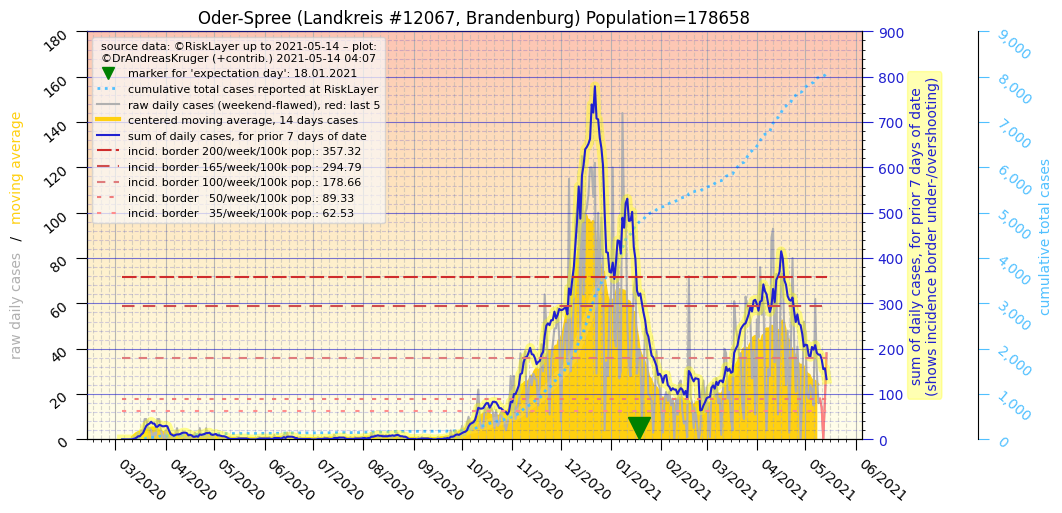 Oder-Spree (Landkreis #12067, Brandenburg) Population=178658
source data: ©RiskLayer up to 2021-05-14 – plot:
©DrAndreasKruger (+contrib.) 2021-05-14 04:07
marker for 'expectation day': 18.01.2021
cumulative total cases reported at RiskLayer
raw daily cases (weekend-flawed), red: last 5
centered moving average, 14 days cases
sum of daily cases, for prior 7 days of date
incid. border 200/week/100k pop.: 357.32
incid. border 165/week/100k pop.: 294.79
incid. border 100/week/100k pop.: 178.66
incid. border 50/week/100k pop.: 89.33
incid. border 35/week/100k pop.: 62.53
raw daily cases / moving average
180
160
140
120
100
80
60
40
20
0
03/2020
04/2020
05/2020
06/2020
07/2020
08/2020
09/2020
10/2020
11/2020
12/2020
01/2021
02/2021
03/2021
04/2021
05/2021
06/2021
900
800
700
600
500
400
300
200
100
0
sum of daily cases, for prior 7 days of date
(shows incidence border under-/overshooting)
9,000
8,000
7,000
6,000
5,000
4,000
3,000
2,000
1,000
0
cumulative total cases